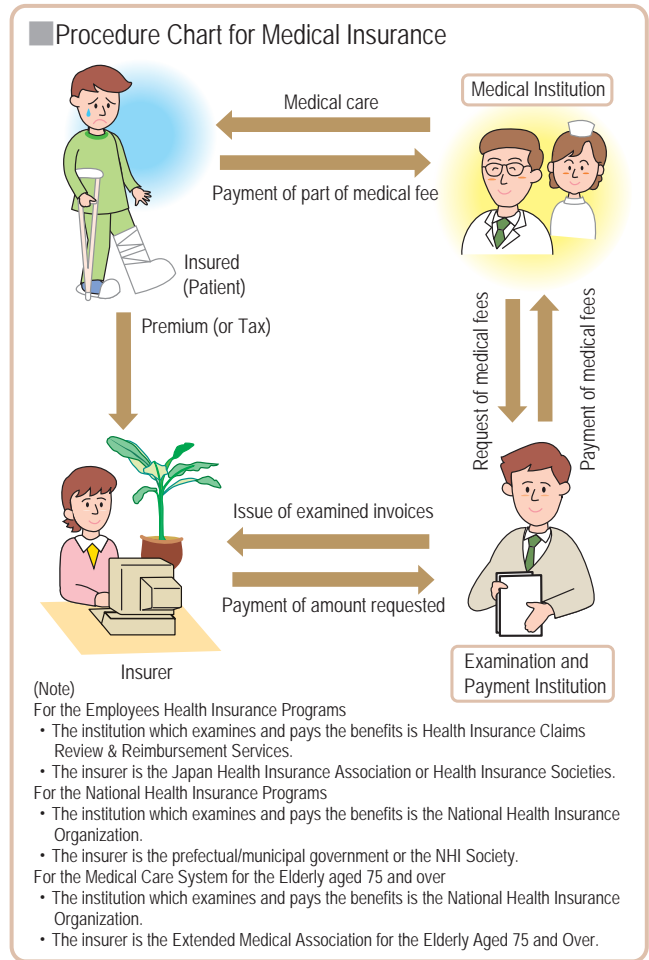 Procedure Chart for Medical Insurance
Medical care
Medical Institution
Payment of part of medical fee
Insured
(Patient)
Premium (or Tax)
Request of medical fees
Payment of medical fees
Issue of examined invoices
Payment of amount requested
Insurer
Examination and
Payment Institution
(Note)
For the Employees Health Insurance Programs
・The institution which examines and pays the benefits is Health Insurance Claims
Review & Reimbursement Services.
・The insurer is the Japan Health Insurance Association or Health Insurance Societies.
For the National Health Insurance Programs
・The institution which examines and pays the benefits is the National Health Insurance
Organization.
・The insurer is the prefectual/municipal government or the NHI Society.
For the Medical Care System for the Elderly aged 75 and over
・The institution which examines and pays the benefits is the National Health Insurance
Organization.
・The insurer is the Extended Medical Association for the Elderly Aged 75 and Over.